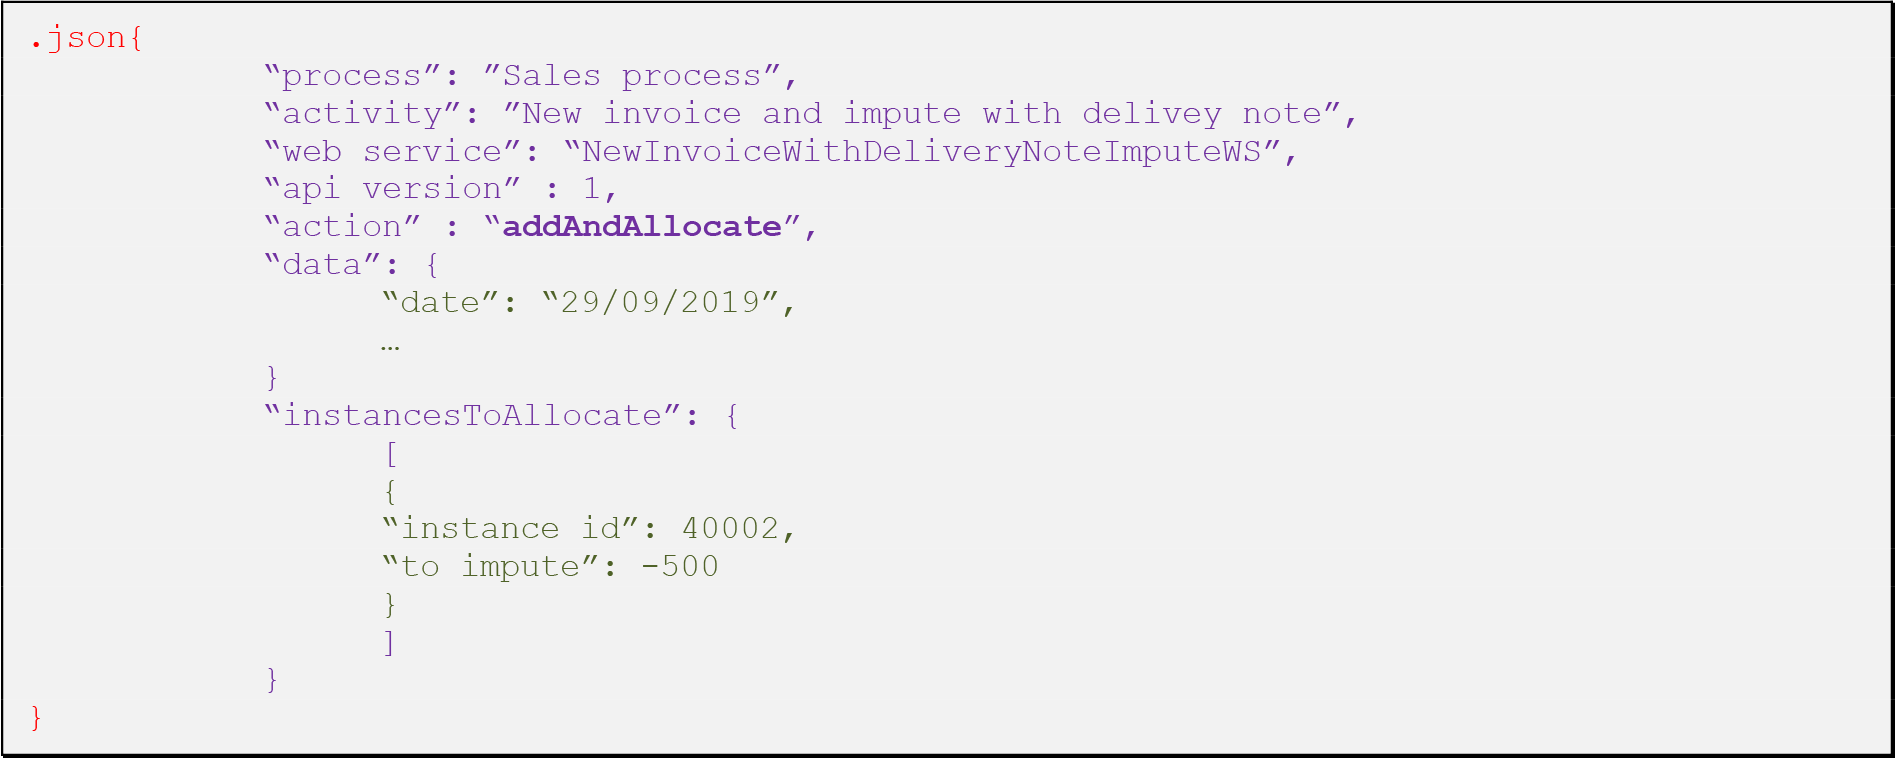 .json{
“process”: ”Sales process”,
“activity”: ”New invoice and impute with delivey note”,
“web service”: “NewInvoiceWithDeliveryNoteImputeWS”,
“api version” : 1,
“action” : “addAndAllocate”,
“data”: {
“date”: “29/09/2019”,
…
}
“instancesToAllocate”: {
[
{
“instance id”: 40002,
“to impute”: -500
}
]
}
}